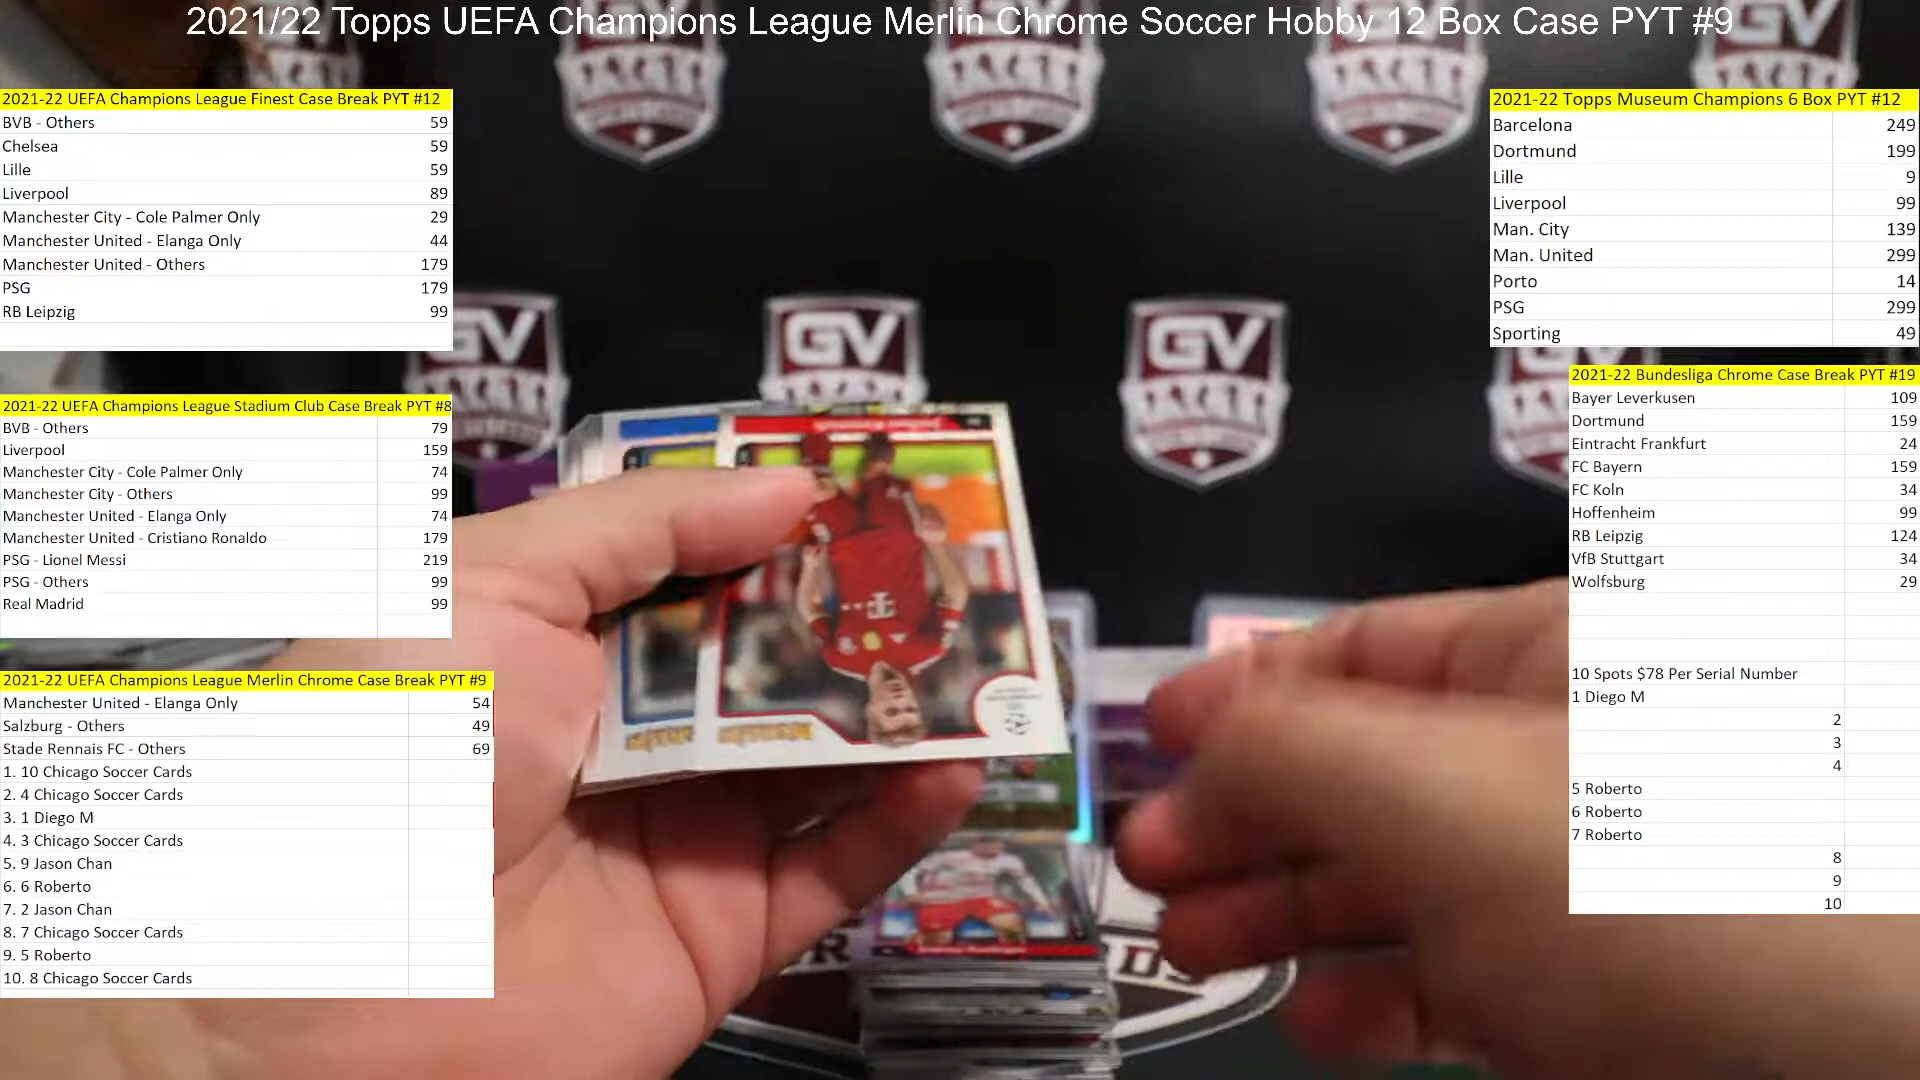 2021/22 Topps UEFA Champions League Merlin Chrome Soccer Hobby 12 Box Case PYT #9
2021-22 UEFA Champions League Finest Case Break PYT #12
BVB - Others 59
Chelsea 59
Lille 59
Liverpool 89
Manchester City - Cole Palmer Only 29
Manchester United - Elanga Only 44
Manchester United - Others 179
PSG 179
RB Leipzig 99
2021-22 UEFA Champions League Stadium Club Case Break PYT #8
BVB - Others 79
Liverpool 159
Manchester City - Cole Palmer Only 74
Manchester City - Others 99
Manchester United - Elanga Only 74
Manchester United - Cristiano Ronaldo 179
PSG - Lionel Messi 219
PSG - Others 99
Real Madrid 99
2021-22 UEFA Champions League Merlin Chrome Case Break PYT #9
Manchester United - Elanga Only 54
Salzburg - Others 49
Stade Rennais FC - Others 69
1. 10 Chicago Soccer Cards
2. 4 Chicago Soccer Cards
3. 1 Diego M
4. 3 Chicago Soccer Cards
5. 9 Jason Chan
6. 6 Roberto
7. 2 Jason Chan
8. 7 Chicago Soccer Cards
9. 5 Roberto
10. 8 Chicago Soccer Cards
2021-22 Topps Museum Champions 6 Box PYT #12
Barcelona 249
Dortmund 199
Lille 9
Liverpool 99
Man. City 139
Man. United 299
Porto 14
PSG 299
Sporting 49
2021-22 Bundesliga Chrome Case Break PYT #19
Bayer Leverkusen 109
Dortmund 159
Eintracht Frankfurt 24
FC Bayern 159
FC Koln 34
Hoffenheim 99
RB Leipzig 124
VfB Stuttgart 34
Wolfsburg 29
10 Spots $78 Per Serial Number
1 Diego M
2
3
4
5 Roberto
6 Roberto
7 Roberto
8
9
10
GV
GV
GV
GV